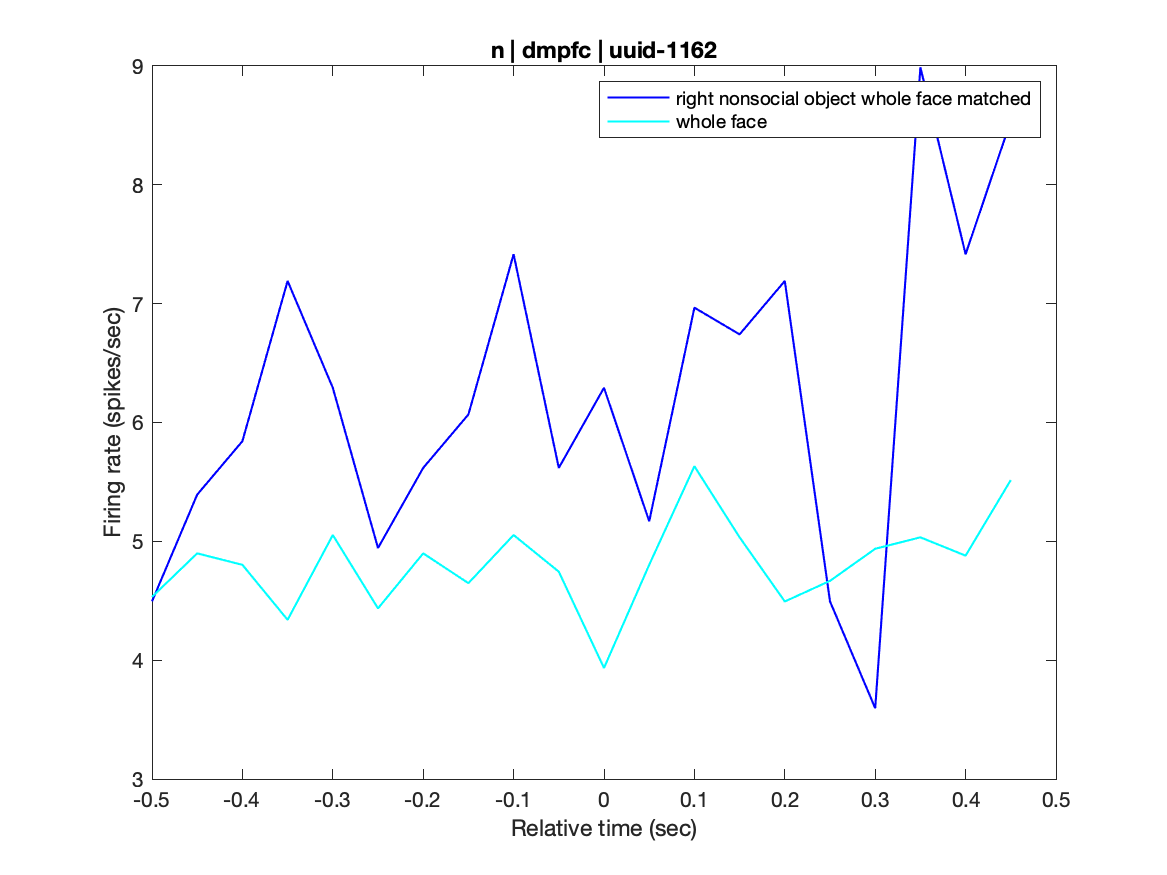 n | dmpfc | uuid-1162
right nonsocial object whole face matched
whole face
Firing rate (spikes/sec)
9
8
7
6
5
4
3
-0.5 -0.4 -0.3 -0.2 -0.1 0 0.1 0.2 0.3 0.4 0.5
Relative time (sec)